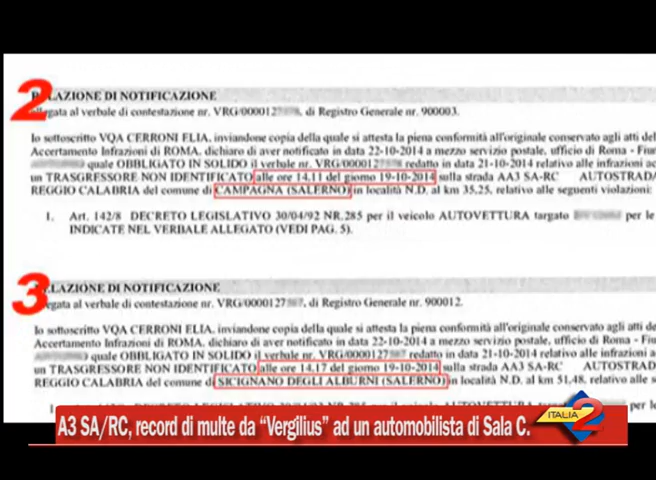 2
RELAZIONE DI NOTIFICAZIONE
allegata al verbale di contestazione nr. VRG/0000127, di Registro Generale nr. 900003.
Io sottoscritto VQA CERRONI ELIA, inviandone copia della quale si attesta la piena conformità all'originale conservato agli atti del
Accertamento Infrazioni di ROMA, dichiaro di aver notificato in data 22-10-2014 a mezzo servizio postale, ufficio di Roma - Fiu
quale OBBLIGATO IN SOLIDO il verbale nr. VRG/0000127 redatto in data 21-10-2014 relativo alle infrazioni ac
un TRASGRESSORE NON IDENTIFICATO alle ore 14,11 del giorno 19-10-2014 sulla strada AA3 SA-RC AUTOSTRADA
REGGIO CALABRIA del comune di CAMPAGNA (SALERNO) in località N.D. al km 35,25, relativo alle seguenti violazioni:
1. Art. 142/8 DECRETO LEGISLATIVO 30/04/92 NR.285 per il veicolo AUTOVETTURA targato per le
INDICATE NEL VERBALE ALLEGATO (VEDI PAG. 5).
3
RELAZIONE DI NOTIFICAZIONE
allegata al verbale di contestazione nr. VRG/0000127, di Registro Generale nr. 900012.
Io sottoscritto VQA CERRONI ELIA, inviandone copia della quale si attesta la piena conformità all'originale conservato agli atti de
Accertamento Infrazioni di ROMA, dichiaro di aver notificato in data 22-10-2014 a mezzo servizio postale, ufficio di Roma - Fiu
quale OBBLIGATO IN SOLIDO il verbale nr. VRG/0000127 redatto in data 21-10-2014 relativo alle infrazioni a
un TRASGRESSORE NON IDENTIFICATO alle ore 14,17 del giorno 19-10-2014 sulla strada AA3 SA-RC AUTOSTRAD
REGGIO CALABRIA del comune di SICIGNANO DEGLI ALBURNI (SALERNO) in località N.D. al km 51,48, relativo alle s
A3 SA/RC, record di multe da “Vergilius” ad un automobilista di Sala C.
ITALIA 2